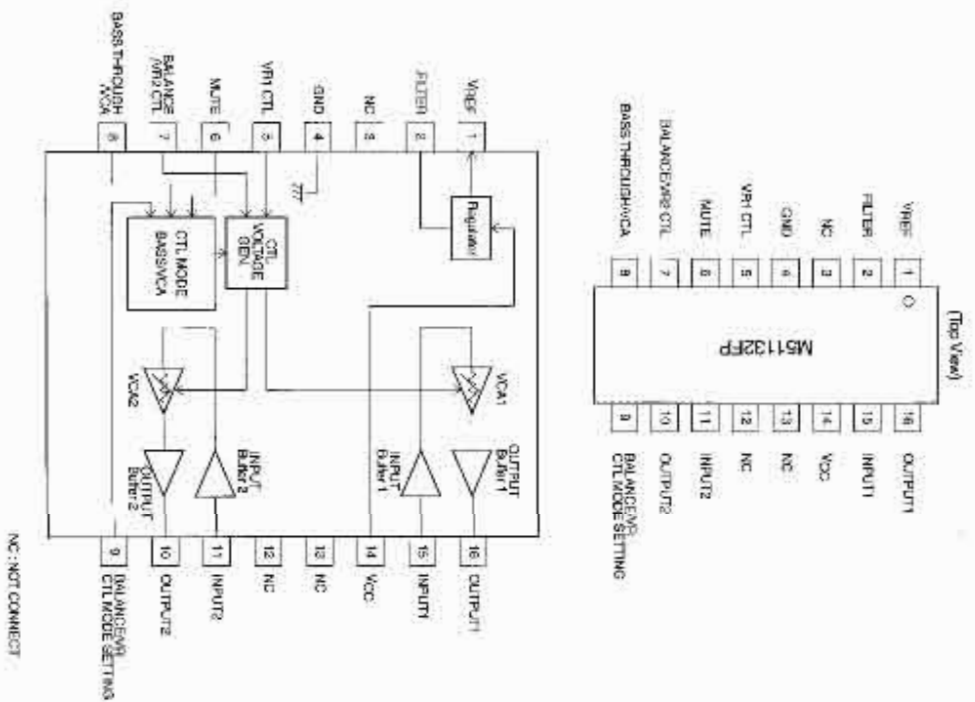 (Top View)
M51132FP
VREF 1
FILTER 2
NC 3
GND 4
VR1 CTL 5
MUTE 6
BALANCE/VR2 CTL 7
BASS-THROUGH/VCA 8
16 OUTPUT1
15 INPUT1
14 VCC
13 NC
12 NC
11 INPUT2
10 OUTPUT2
9 BALANCE/VR
CTL MODE SETTING
VREF 1
FILTER 2
NC 3
GND 4
VR1 CTL 5
MUTE 6
BALANCE
/VR2 CTL 7
BASS-THROUGH
/VCA 8
Regulator
CTL
VOLTAGE
GEN.
CTL MODE
BASS/VCA
VCA1
VCA2
OUTPUT
Buffer 1
INPUT
Buffer 1
INPUT
Buffer 2
OUTPUT
Buffer 2
16 OUTPUT1
15 INPUT1
14 VCC
13 NC
12 NC
11 INPUT2
10 OUTPUT2
9 BALANCE/VR
CTL MODE SETTING
NC : NOT CONNECT